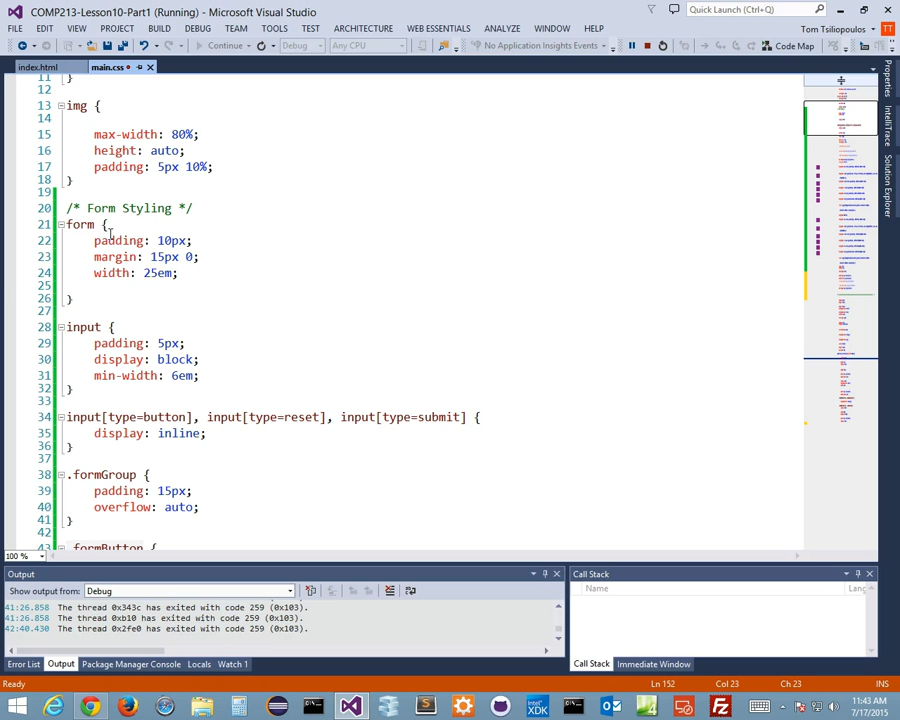 COMP213-Lesson10-Part1 (Running) - Microsoft Visual Studio
Quick Launch (Ctrl+Q)
FILE EDIT VIEW PROJECT BUILD DEBUG TEAM SQL TOOLS TEST ARCHITECTURE WEB ESSENTIALS ANALYZE WINDOW HELP
Tom Tsiliopoulos TT
Continue Debug Any CPU No Application Insights Events Code Map
index.html main.css
11 }
12
13 img {
14
15 max-width: 80%;
16 height: auto;
17 padding: 5px 10%;
18 }
19
20 /* Form Styling */
21 form {
22 padding: 10px;
23 margin: 15px 0;
24 width: 25em;
25
26 }
27
28 input {
29 padding: 5px;
30 display: block;
31 min-width: 6em;
32 }
33
34 input[type=button], input[type=reset], input[type=submit] {
35 display: inline;
36 }
37
38 .formGroup {
39 padding: 15px;
40 overflow: auto;
41 }
42
43 .formButton {
100 %
Properties
IntelliTrace
Solution Explorer
Output
Show output from: Debug
41:26.858 The thread 0x343c has exited with code 259 (0x103).
41:26.858 The thread 0xb10 has exited with code 259 (0x103).
42:40.430 The thread 0x2fe0 has exited with code 259 (0x103).
Call Stack
Name Lang
Error List Output Package Manager Console Locals Watch 1
Call Stack Immediate Window
Ready Ln 152 Col 23 Ch 23 INS
11:43 AM
7/17/2015